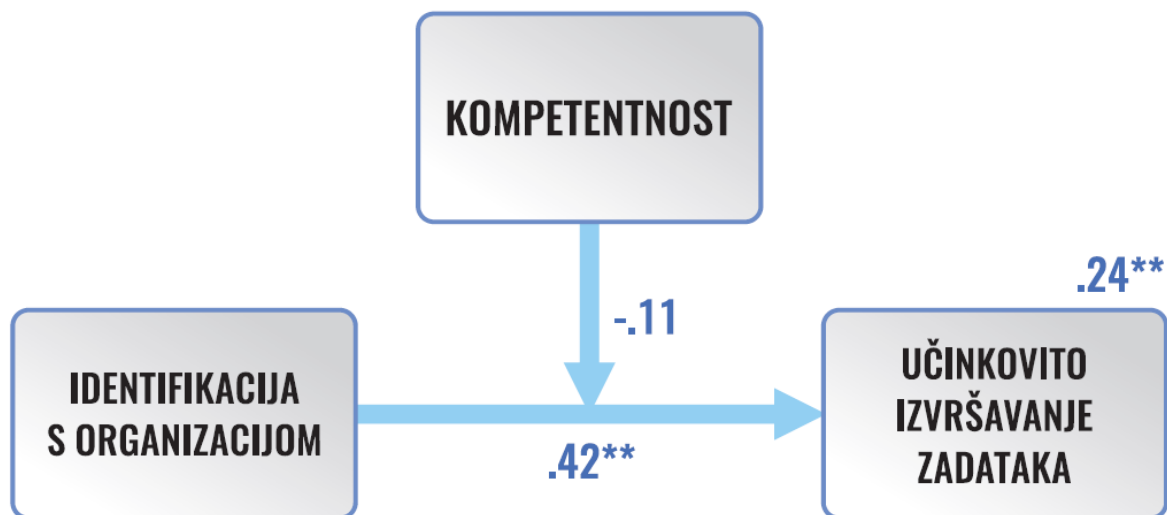 KOMPETENTNOST
-.11
.24**
IDENTIFIKACIJA
S ORGANIZACIJOM
.42**
UČINKOVITO
IZVRŠAVANJE
ZADATAKA